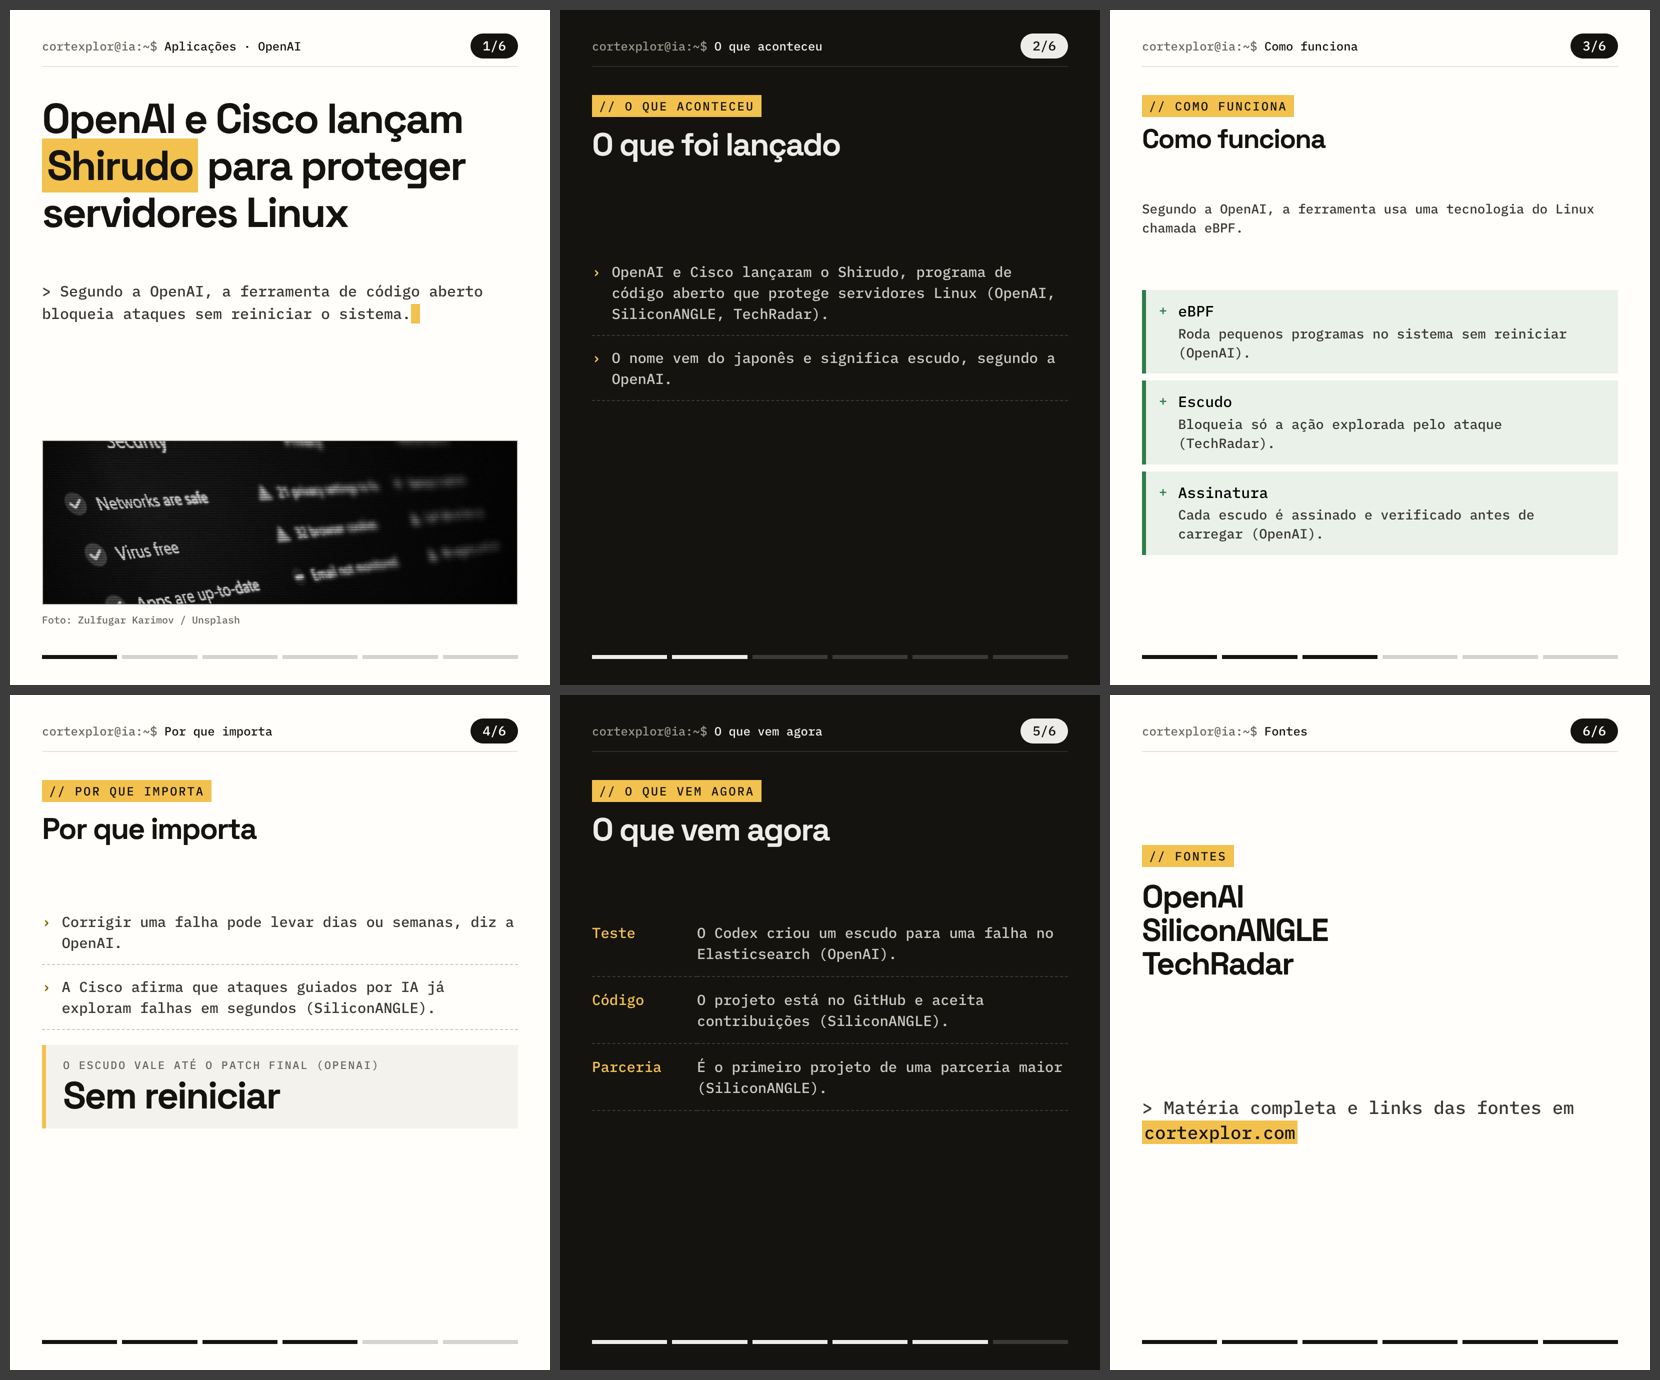 cortexplor@ia:~$ Aplicações · OpenAI
1/6
OpenAI e Cisco lançam
Shirudo para proteger
servidores Linux
> Segundo a OpenAI, a ferramenta de código aberto
bloqueia ataques sem reiniciar o sistema.
Security
Networks are safe
Virus free
Apps are up-to-date
Foto: Zulfugar Karimov / Unsplash
cortexplor@ia:~$ O que aconteceu
2/6
// O QUE ACONTECEU
O que foi lançado
› OpenAI e Cisco lançaram o Shirudo, programa de
código aberto que protege servidores Linux (OpenAI,
SiliconANGLE, TechRadar).
› O nome vem do japonês e significa escudo, segundo a
OpenAI.
cortexplor@ia:~$ Como funciona
3/6
// COMO FUNCIONA
Como funciona
Segundo a OpenAI, a ferramenta usa uma tecnologia do Linux
chamada eBPF.
+ eBPF
Roda pequenos programas no sistema sem reiniciar
(OpenAI).
+ Escudo
Bloqueia só a ação explorada pelo ataque
(TechRadar).
+ Assinatura
Cada escudo é assinado e verificado antes de
carregar (OpenAI).
cortexplor@ia:~$ Por que importa
4/6
// POR QUE IMPORTA
Por que importa
› Corrigir uma falha pode levar dias ou semanas, diz a
OpenAI.
› A Cisco afirma que ataques guiados por IA já
exploram falhas em segundos (SiliconANGLE).
O ESCUDO VALE ATÉ O PATCH FINAL (OPENAI)
Sem reiniciar
cortexplor@ia:~$ O que vem agora
5/6
// O QUE VEM AGORA
O que vem agora
Teste O Codex criou um escudo para uma falha no
Elasticsearch (OpenAI).
Código O projeto está no GitHub e aceita
contribuições (SiliconANGLE).
Parceria É o primeiro projeto de uma parceria maior
(SiliconANGLE).
cortexplor@ia:~$ Fontes
6/6
// FONTES
OpenAI
SiliconANGLE
TechRadar
> Matéria completa e links das fontes em
cortexplor.com